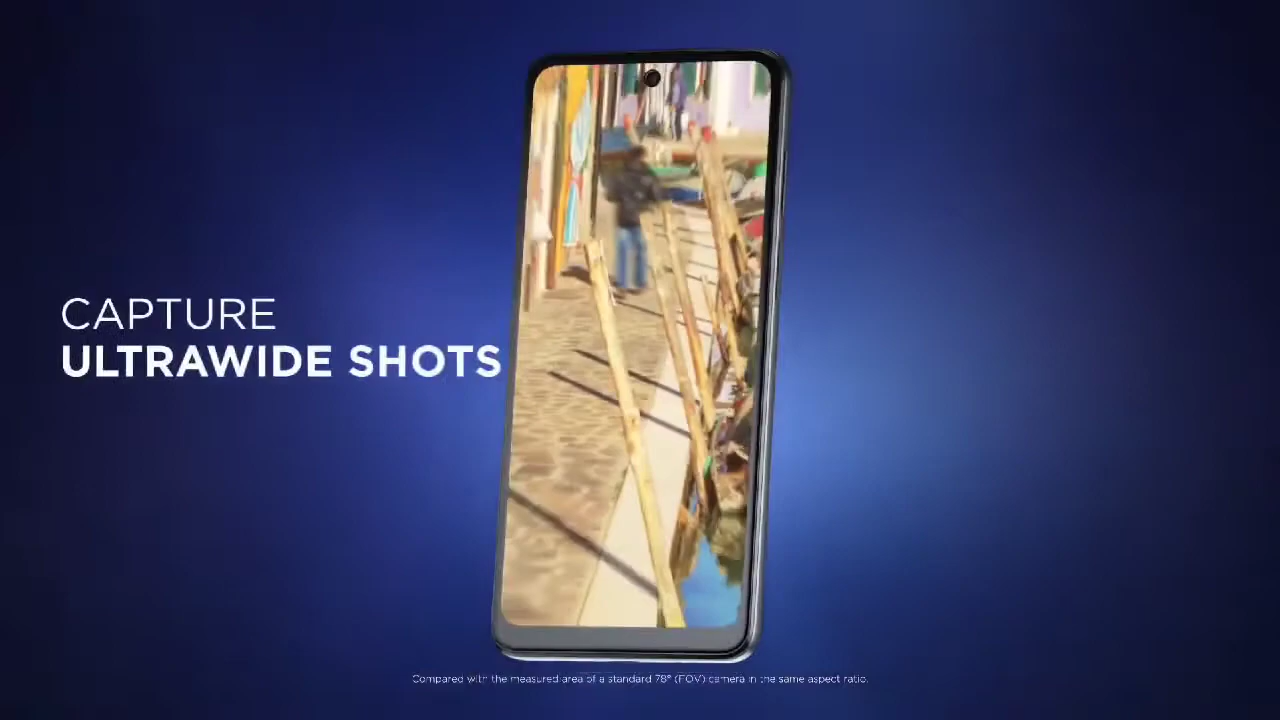 CAPTURE
ULTRAWIDE SHOTS
Compared with the measured area of a standard 78° (FOV) camera in the same aspect ratio.